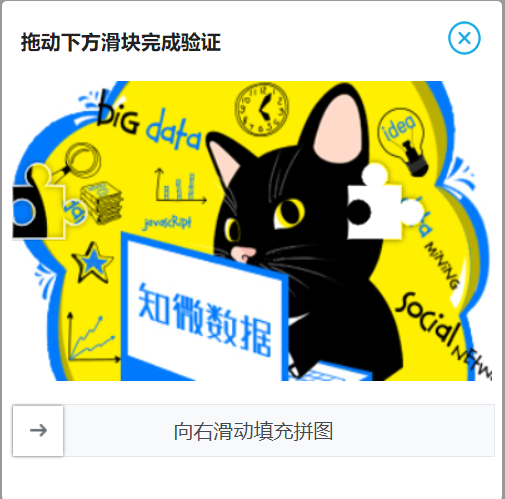 拖动下方滑块完成验证
big data
idea
javascript
MiNiNG
知微数据
Social
NETw
向右滑动填充拼图